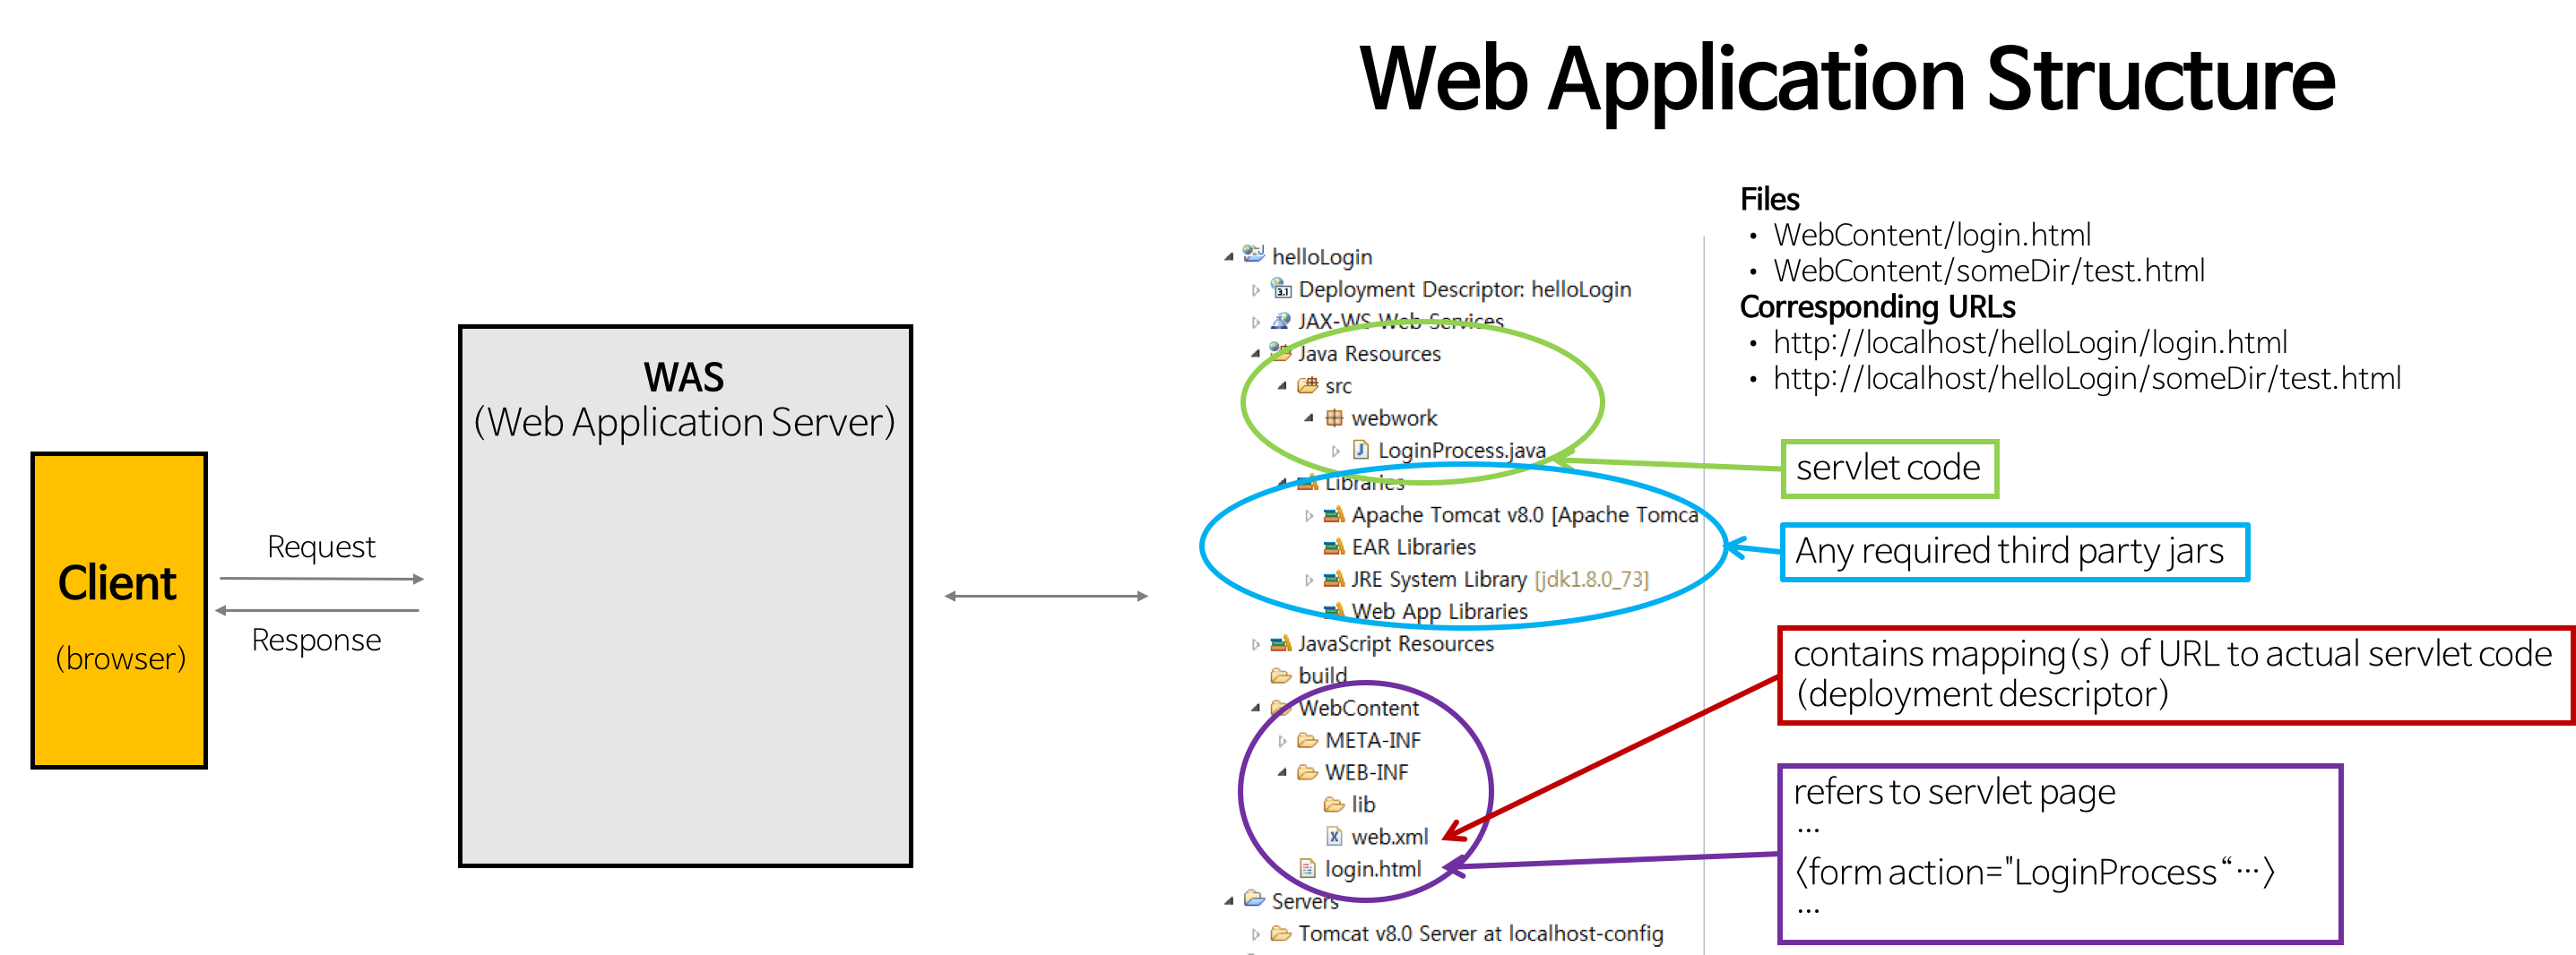 Web Application Structure
Client
(browser)
Request
Response
WAS
(Web Application Server)
helloLogin
Deployment Descriptor: helloLogin
JAX-WS Web Services
Java Resources
src
webwork
LoginProcess.java
Libraries
Apache Tomcat v8.0 [Apache Tomca
EAR Libraries
JRE System Library [jdk1.8.0_73]
Web App Libraries
JavaScript Resources
build
WebContent
META-INF
WEB-INF
lib
web.xml
login.html
Servers
Tomcat v8.0 Server at localhost-config
Files
• WebContent/login.html
• WebContent/someDir/test.html
Corresponding URLs
• http://localhost/helloLogin/login.html
• http://localhost/helloLogin/someDir/test.html
servlet code
Any required third party jars
contains mapping(s) of URL to actual servlet code
(deployment descriptor)
refers to servlet page
…
〈form action="LoginProcess“…〉
…